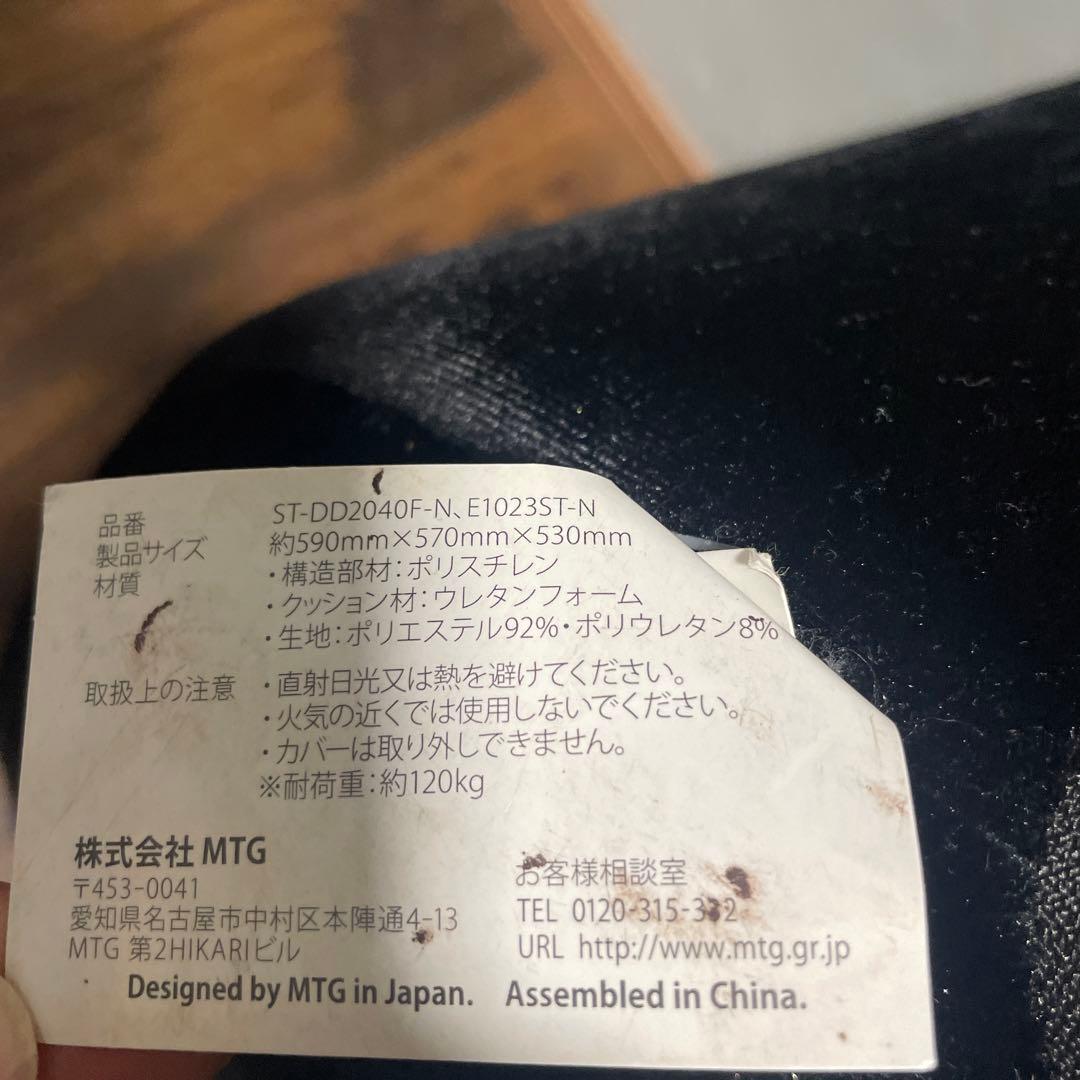 品番 ST-DD2040F-N、E1023ST-N
製品サイズ 約590mm×570mm×530mm
材質 ・構造部材：ポリスチレン
・クッション材：ウレタンフォーム
・生地：ポリエステル92%・ポリウレタン8%
取扱上の注意 ・直射日光又は熱を避けてください。
・火気の近くでは使用しないでください。
・カバーは取り外しできません。
※耐荷重：約120kg
株式会社 MTG
〒453-0041
愛知県名古屋市中村区本陣通4-13
MTG 第2HIKARIビル
お客様相談室
TEL 0120-315-332
URL http://www.mtg.gr.jp
Designed by MTG in Japan. Assembled in China.